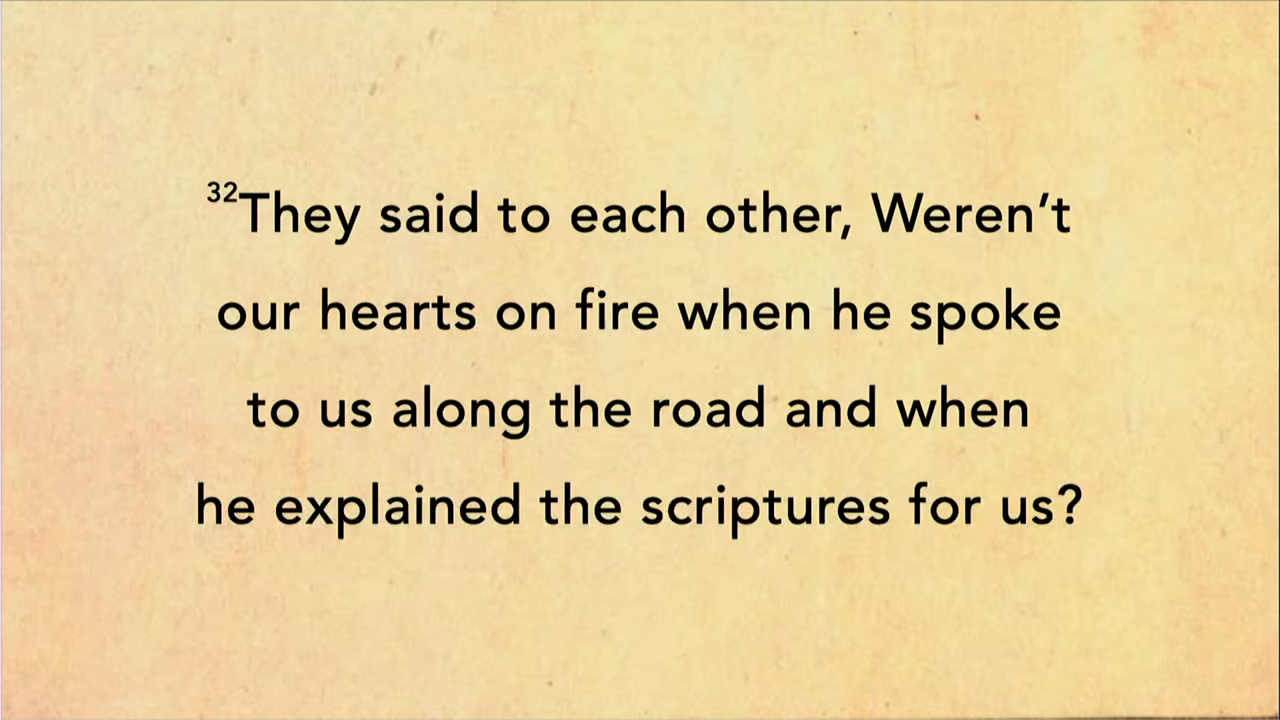 32They said to each other, Weren’t
our hearts on fire when he spoke
to us along the road and when
he explained the scriptures for us?